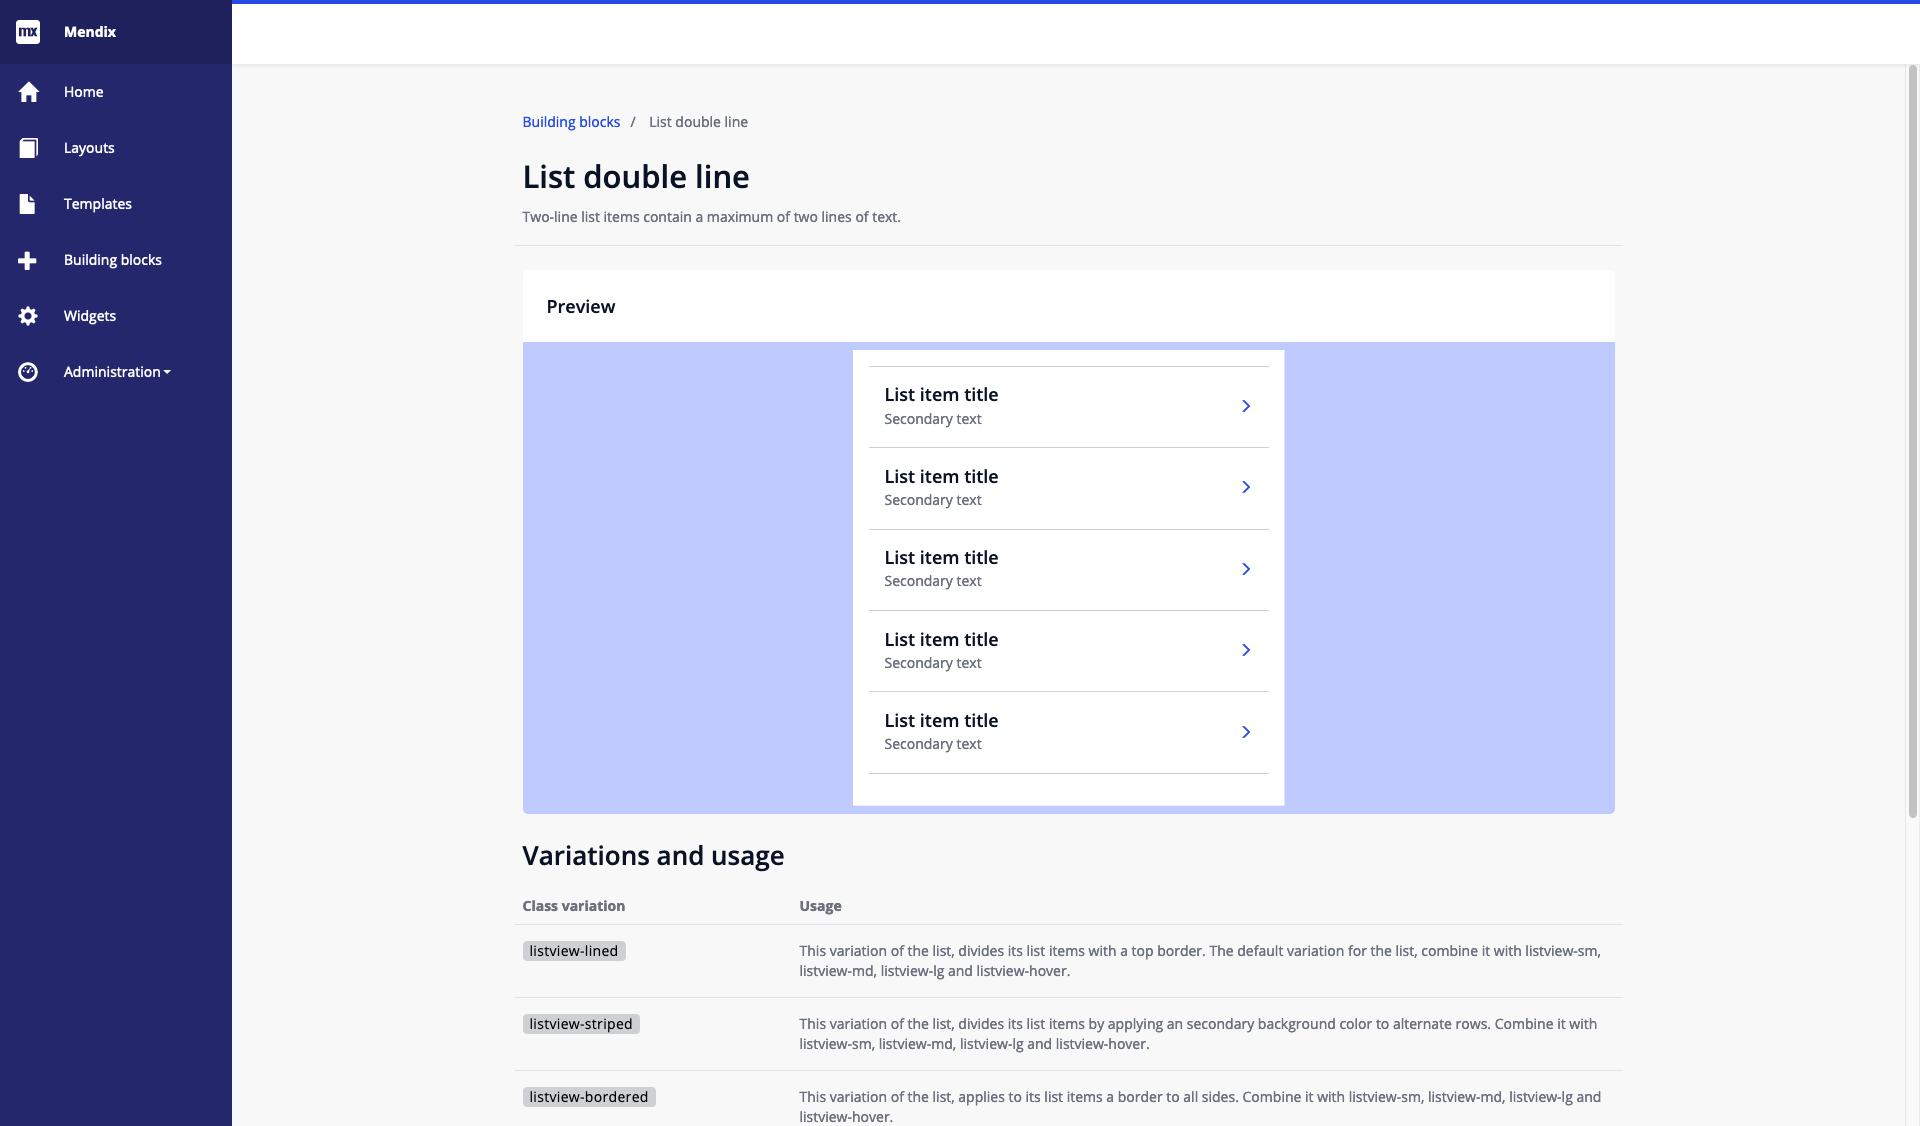 mx Mendix
Home
Layouts
Templates
Building blocks
Widgets
Administration
Building blocks / List double line
List double line
Two-line list items contain a maximum of two lines of text.
Preview
List item title
Secondary text
List item title
Secondary text
List item title
Secondary text
List item title
Secondary text
List item title
Secondary text
Variations and usage
Class variation Usage
listview-lined This variation of the list, divides its list items with a top border. The default variation for the list, combine it with listview-sm,
listview-md, listview-lg and listview-hover.
listview-striped This variation of the list, divides its list items by applying an secondary background color to alternate rows. Combine it with
listview-sm, listview-md, listview-lg and listview-hover.
listview-bordered This variation of the list, applies to its list items a border to all sides. Combine it with listview-sm, listview-md, listview-lg and
listview-hover.